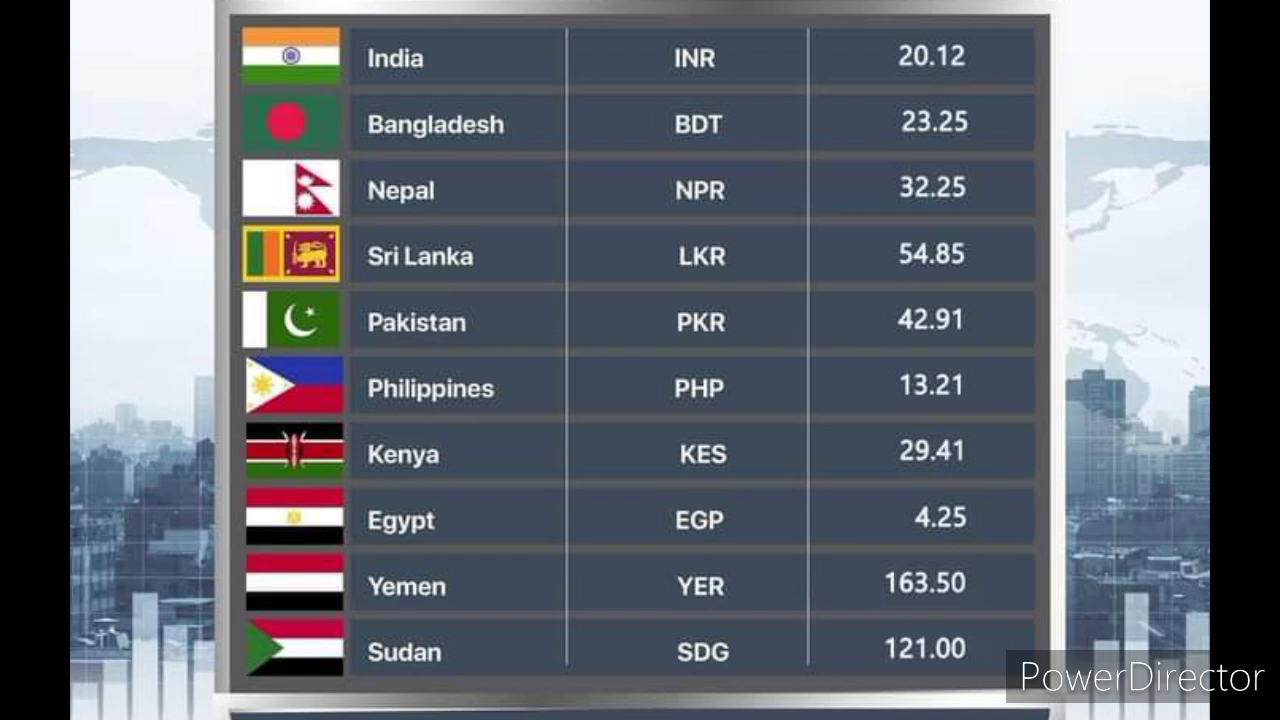 India INR 20.12
Bangladesh BDT 23.25
Nepal NPR 32.25
Sri Lanka LKR 54.85
Pakistan PKR 42.91
Philippines PHP 13.21
Kenya KES 29.41
Egypt EGP 4.25
Yemen YER 163.50
Sudan SDG 121.00
PowerDirector